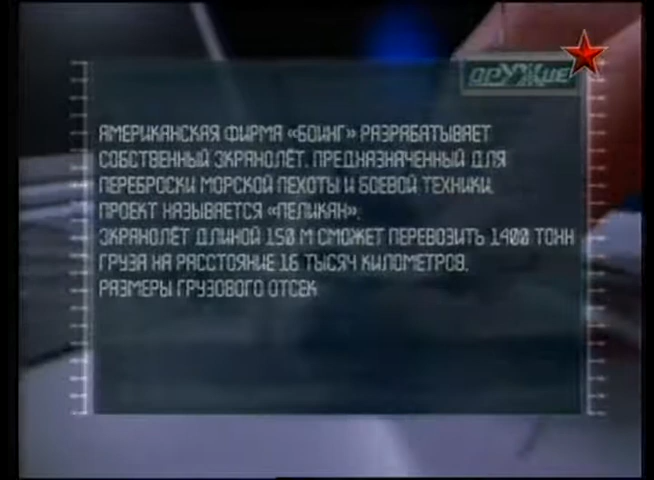 ОРУЖИЕ
АМЕРИКАНСКАЯ ФИРМА «БОИНГ» РАЗРАБАТЫВАЕТ
СОБСТВЕННЫЙ ЭКРАНОЛЁТ, ПРЕДНАЗНАЧЕННЫЙ ДЛЯ
ПЕРЕБРОСКИ МОРСКОЙ ПЕХОТЫ И БОЕВОЙ ТЕХНИКИ.
ПРОЕКТ НАЗЫВАЕТСЯ «ПЕЛИКАН».
ЭКРАНОЛЁТ ДЛИНОЙ 150 М СМОЖЕТ ПЕРЕВОЗИТЬ 1400 ТОНН
ГРУЗА НА РАССТОЯНИЕ 16 ТЫСЯЧ КИЛОМЕТРОВ.
РАЗМЕРЫ ГРУЗОВОГО ОТСЕК